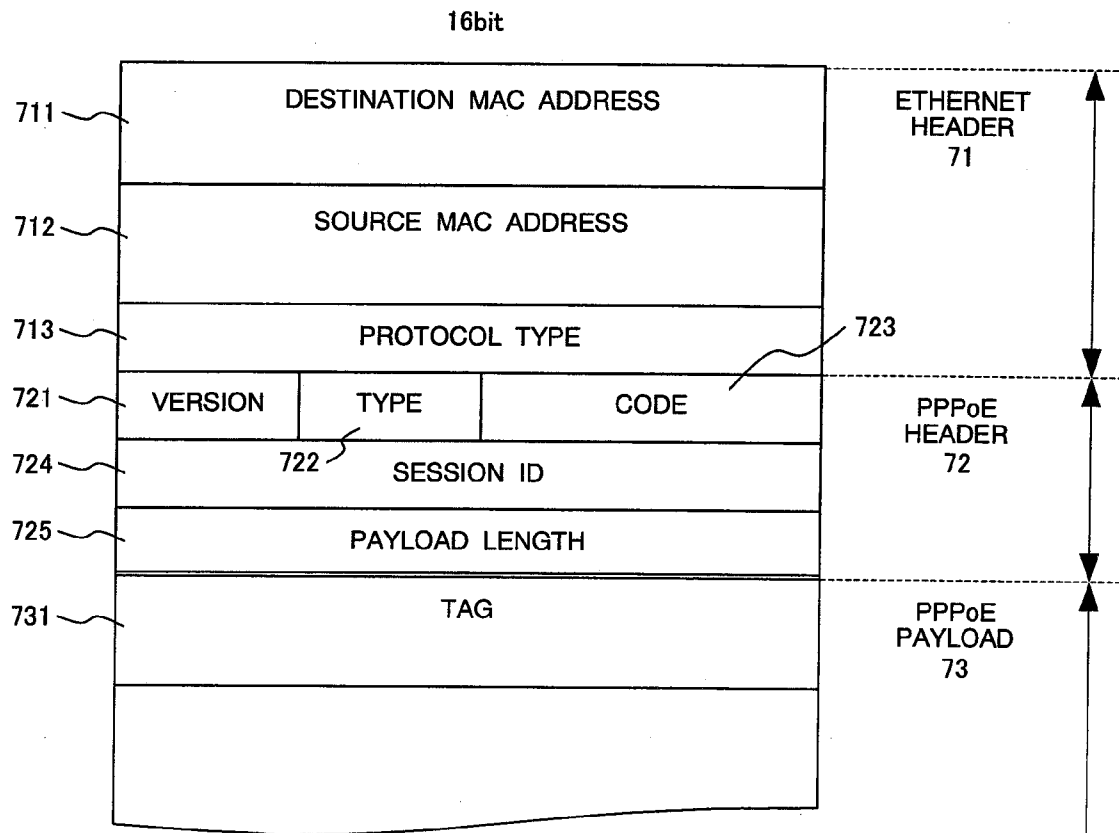 16bit
711
DESTINATION MAC ADDRESS
ETHERNET
HEADER
71
712
SOURCE MAC ADDRESS
713
PROTOCOL TYPE
723
721
VERSION
TYPE
CODE
PPPoE
HEADER
72
722
724
SESSION ID
725
PAYLOAD LENGTH
731
TAG
PPPoE
PAYLOAD
73